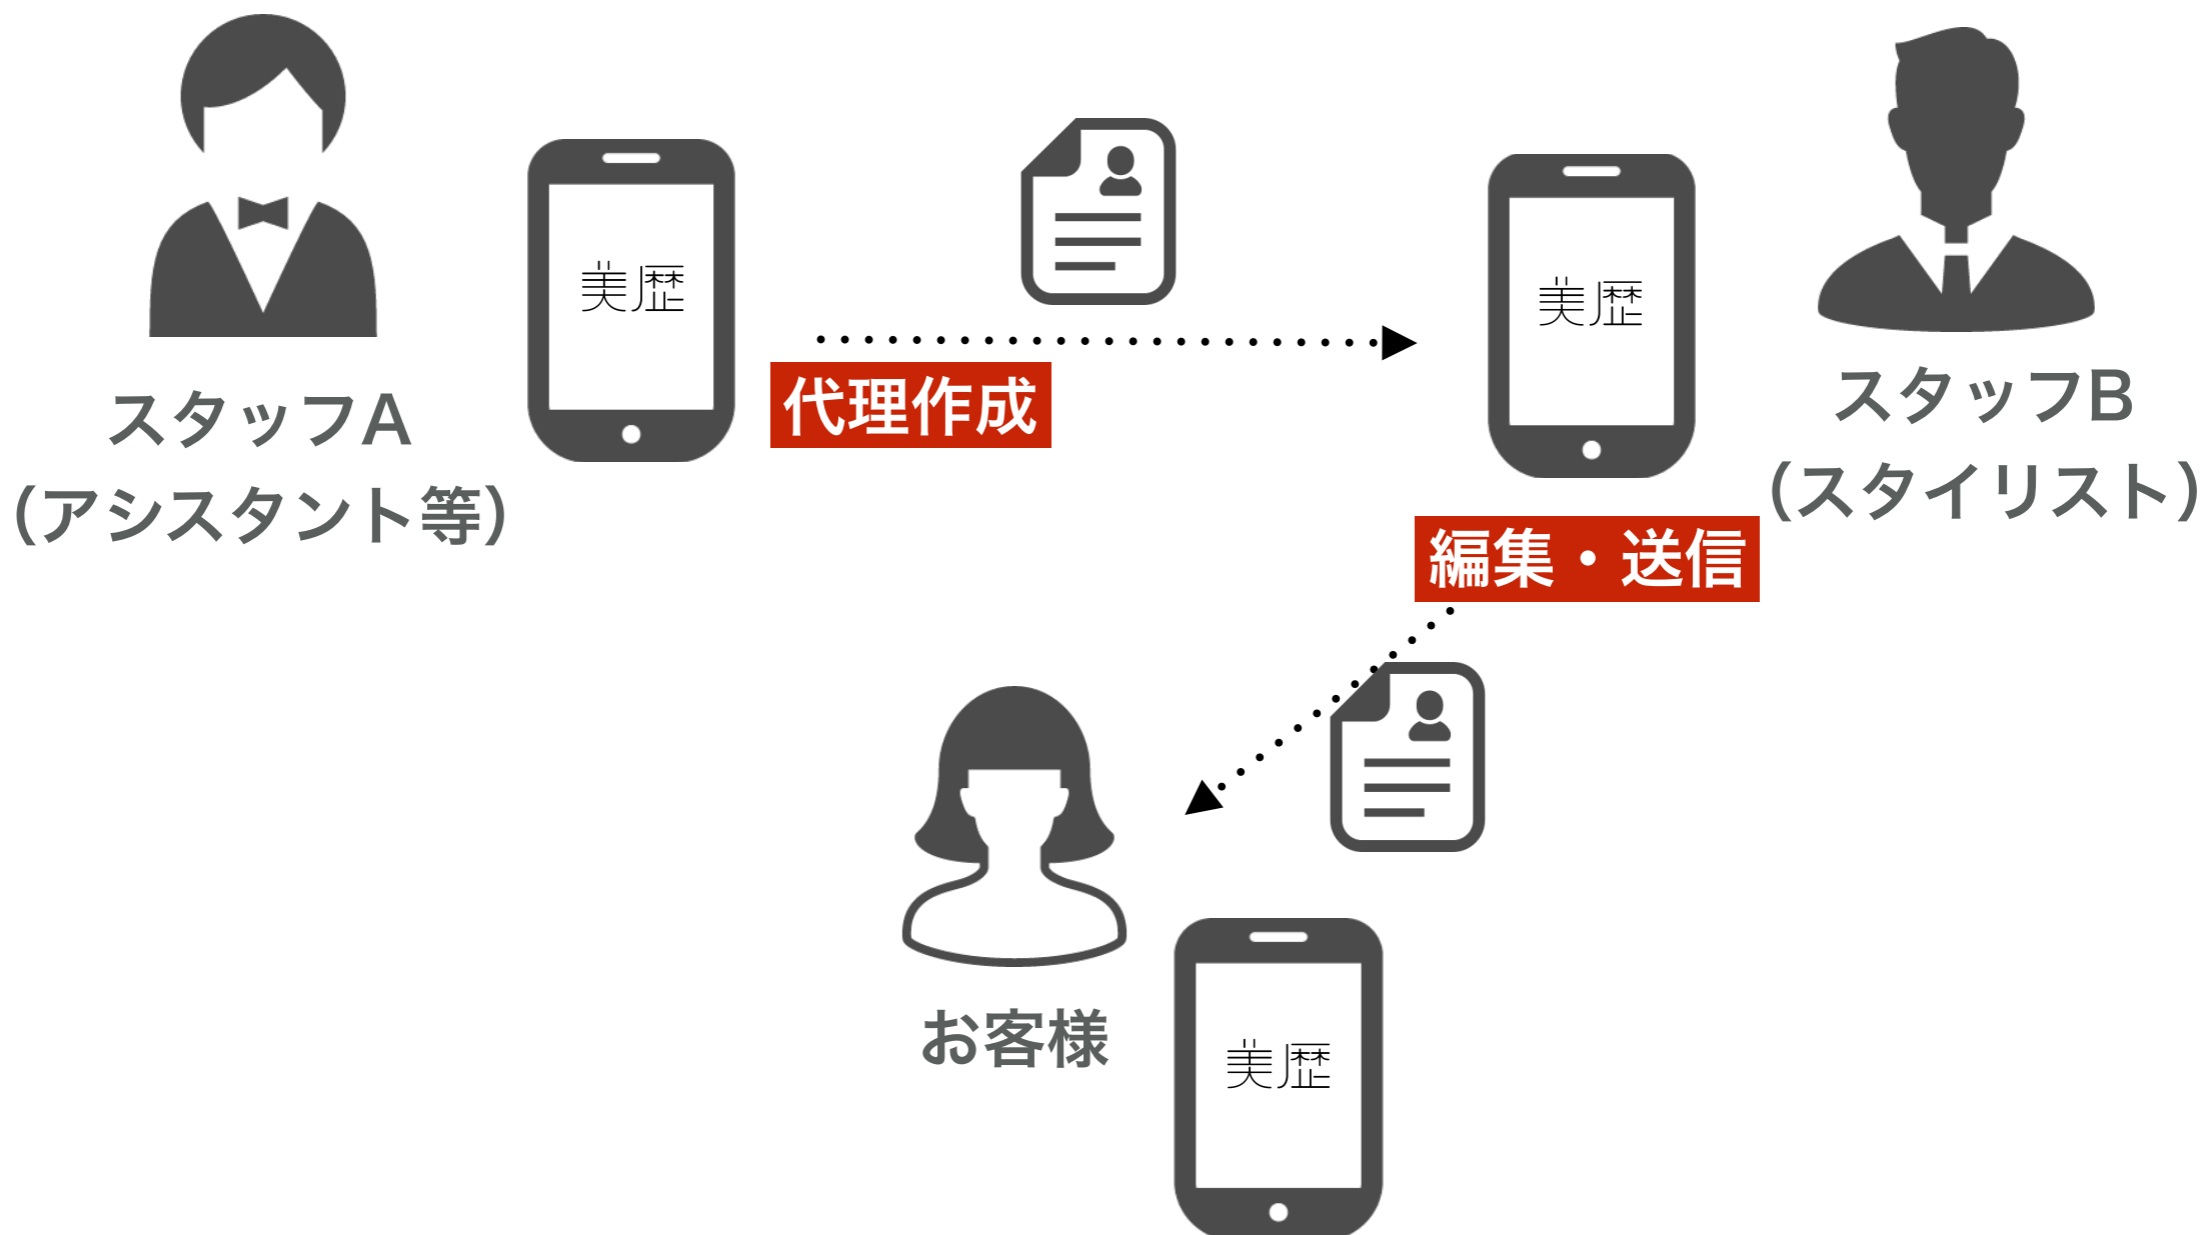 美歴
美歴
代理作成
スタッフA
（アシスタント等）
スタッフB
（スタイリスト）
編集・送信
お客様
美歴